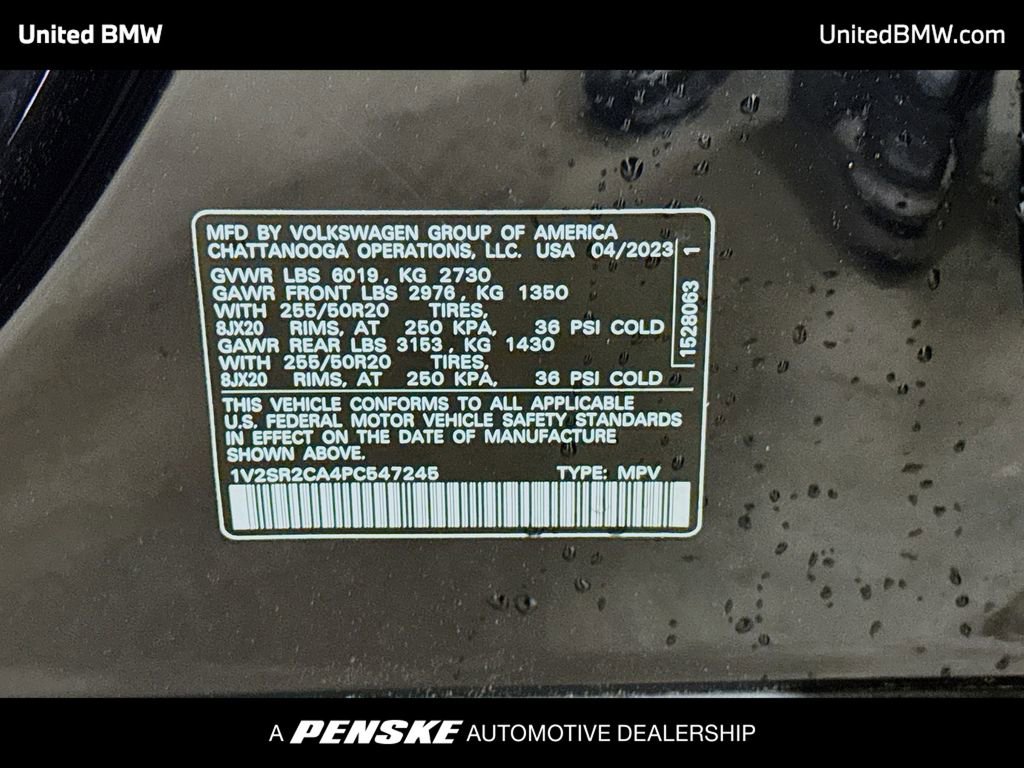 United BMW
UnitedBMW.com
MFD BY VOLKSWAGEN GROUP OF AMERICA
CHATTANOOGA OPERATIONS, LLC. USA 04/2023
GVWR LBS 6019, KG 2730
GAWR FRONT LBS 2976, KG 1350
WITH 255/50R20 TIRES,
8JX20 RIMS, AT 250 KPA, 36 PSI COLD
GAWR REAR LBS 3153, KG 1430
WITH 255/50R20 TIRES,
8JX20 RIMS, AT 250 KPA, 36 PSI COLD
1528063 1
THIS VEHICLE CONFORMS TO ALL APPLICABLE
U.S. FEDERAL MOTOR VEHICLE SAFETY STANDARDS
IN EFFECT ON THE DATE OF MANUFACTURE
SHOWN ABOVE.
1V2SR2CA4PC547245 TYPE: MPV
A PENSKE AUTOMOTIVE DEALERSHIP